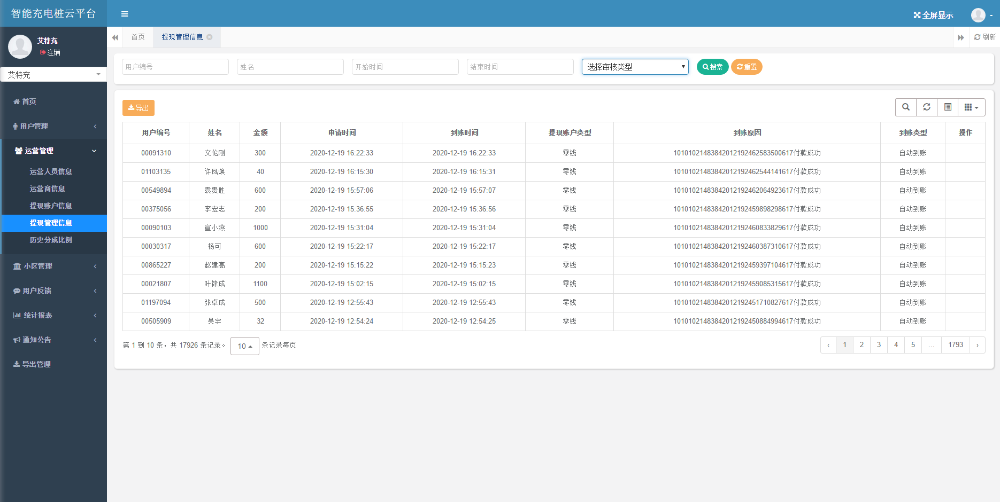 智能充电桩云平台
全屏显示
艾特充
注销
艾特充
首页
用户管理
运营管理
运营人员信息
运营商信息
提现账户信息
提现管理信息
历史分成比例
小区管理
用户反馈
统计报表
通知公告
导出管理
首页 提现管理信息 刷新
用户编号 姓名 开始时间 结束时间 选择审核类型 搜索 重置
导出
用户编号 姓名 金额 申请时间 到账时间 提现账户类型 到账原因 到账类型 操作
00091310 文伦刚 300 2020-12-19 16:22:33 2020-12-19 16:22:33 零钱 10101021483842012192462583500617付款成功 自动到账
01103135 许凤焕 40 2020-12-19 16:15:30 2020-12-19 16:15:31 零钱 10101021483842012192462544141617付款成功 自动到账
00549894 袁贵胜 600 2020-12-19 15:57:06 2020-12-19 15:57:07 零钱 10101021483842012192462064923617付款成功 自动到账
00375056 李宏志 200 2020-12-19 15:36:55 2020-12-19 15:36:56 零钱 10101021483842012192459898298617付款成功 自动到账
00090103 宣小燕 1000 2020-12-19 15:31:04 2020-12-19 15:31:04 零钱 10101021483842012192460833829617付款成功 自动到账
00030317 杨可 600 2020-12-19 15:22:17 2020-12-19 15:22:17 零钱 10101021483842012192460387310617付款成功 自动到账
00865227 赵建高 200 2020-12-19 15:15:22 2020-12-19 15:15:23 零钱 10101021483842012192459397104617付款成功 自动到账
00021807 叶锋成 1100 2020-12-19 15:02:15 2020-12-19 15:02:15 零钱 10101021483842012192459085315617付款成功 自动到账
01197094 张卓成 500 2020-12-19 12:55:43 2020-12-19 12:55:43 零钱 10101021483842012192451710827617付款成功 自动到账
00505909 吴宇 32 2020-12-19 12:54:24 2020-12-19 12:54:25 零钱 10101021483842012192450884994617付款成功 自动到账
第 1 到 10 条，共 17926 条记录。 10 条记录每页 ‹ 1 2 3 4 5 ... 1793 ›